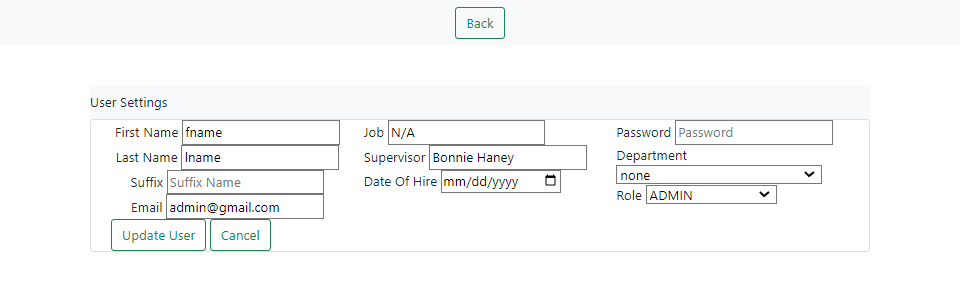 Back
User Settings
First Name fname
Last Name lname
Suffix Suffix Name
Email admin@gmail.com
Job N/A
Supervisor Bonnie Haney
Date Of Hire mm/dd/yyyy
Password Password
Department
none
Role ADMIN
Update User Cancel